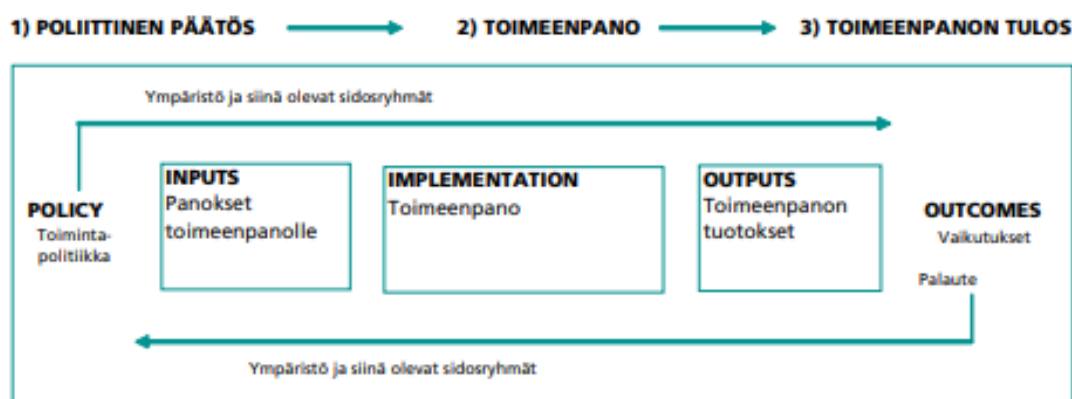 1) POLIITTINEN PÄÄTÖS 2) TOIMEENPANO 3) TOIMEENPANON TULOS
Ympäristö ja siinä olevat sidosryhmät
POLICY
Toiminta-
politiikka
INPUTS
Panokset
toimeenpanolle
IMPLEMENTATION
Toimeenpano
OUTPUTS
Toimeenpanon
tuotokset
OUTCOMES
Vaikutukset
Palaute
Ympäristö ja siinä olevat sidosryhmät